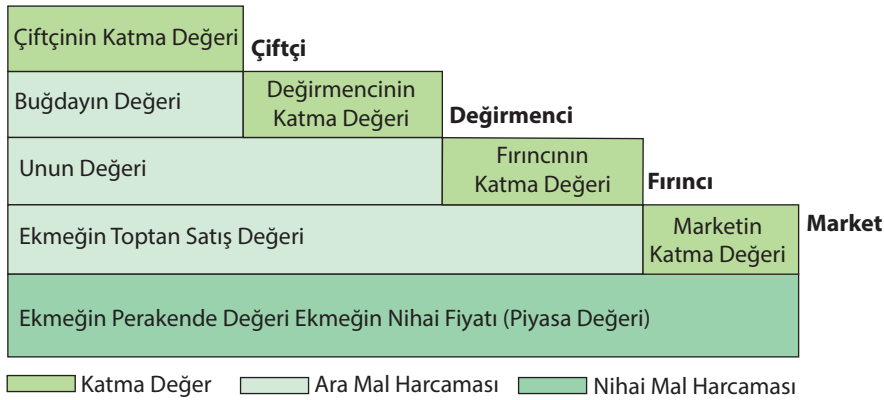 Çiftçinin Katma Değeri
Çiftçi
Buğdayın Değeri
Değirmencinin
Katma Değeri
Değirmenci
Unun Değeri
Fırıncının
Katma Değeri
Fırıncı
Ekmeğin Toptan Satış Değeri
Marketin
Katma Değeri
Market
Ekmeğin Perakende Değeri Ekmeğin Nihai Fiyatı (Piyasa Değeri)
Katma Değer
Ara Mal Harcaması
Nihai Mal Harcaması